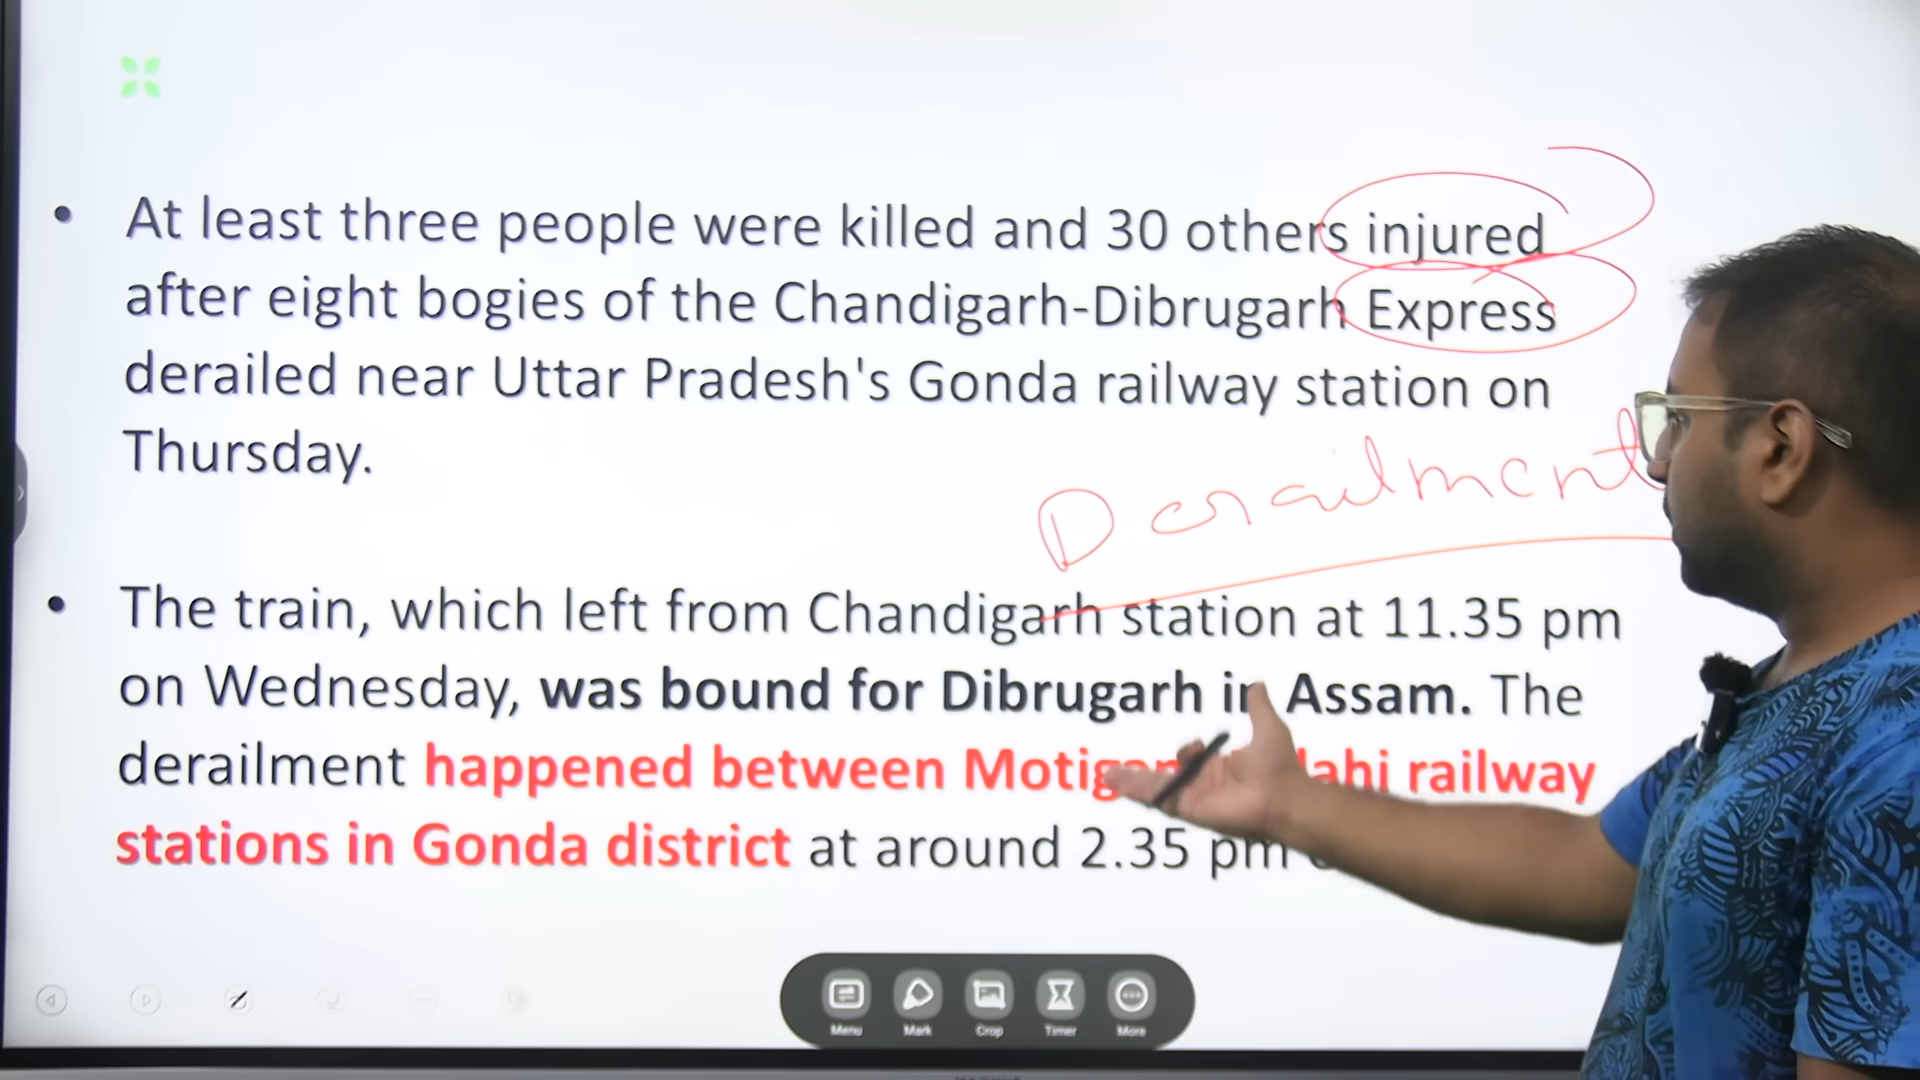 At least three people were killed and 30 others injured
after eight bogies of the Chandigarh-Dibrugarh Express
derailed near Uttar Pradesh's Gonda railway station on
Thursday.
Derailment
The train, which left from Chandigarh station at 11.35 pm
on Wednesday, was bound for Dibrugarh in Assam. The
derailment happened between railway
stations in Gonda district at around 2.35 pm
Menu Mark Crop Timer More